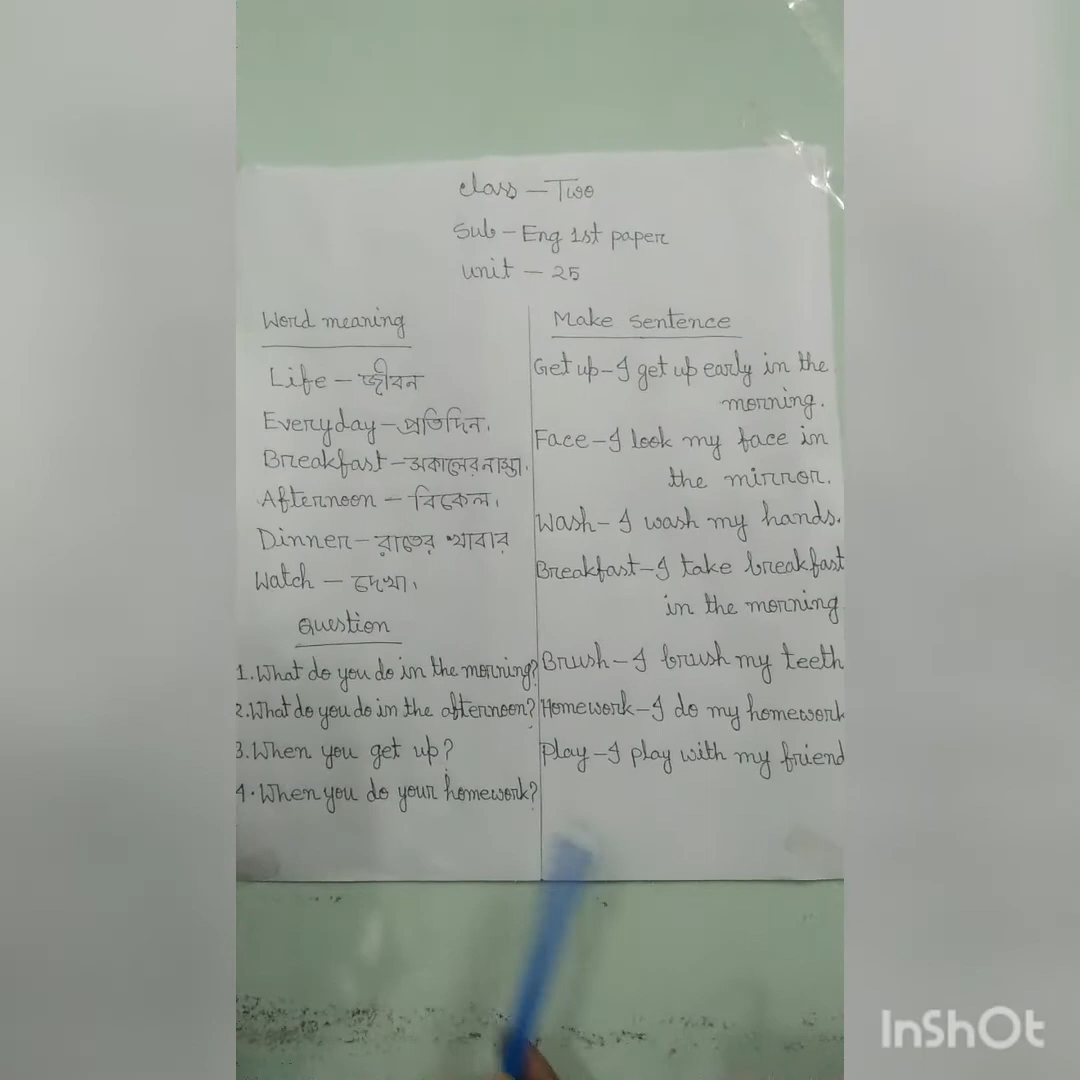 Class – Two
Sub – Eng 1st paper
Unit – 25
Word meaning
Life – জীবন
Everyday – প্রতিদিন।
Breakfast – সকালের নাস্তা।
Afternoon – বিকেল।
Dinner – রাতের খাবার
Watch – দেখা।
Question
1. What do you do in the morning?
2. What do you do in the afternoon?
3. When you get up?
4. When you do your homework?
Make sentence
Get up – I get up early in the
morning.
Face – I look my face in
the mirror.
Wash – I wash my hands.
Breakfast – I take breakfast
in the morning
Brush – I brush my teeth
Homework – I do my homework
Play – I play with my friend
InShOt